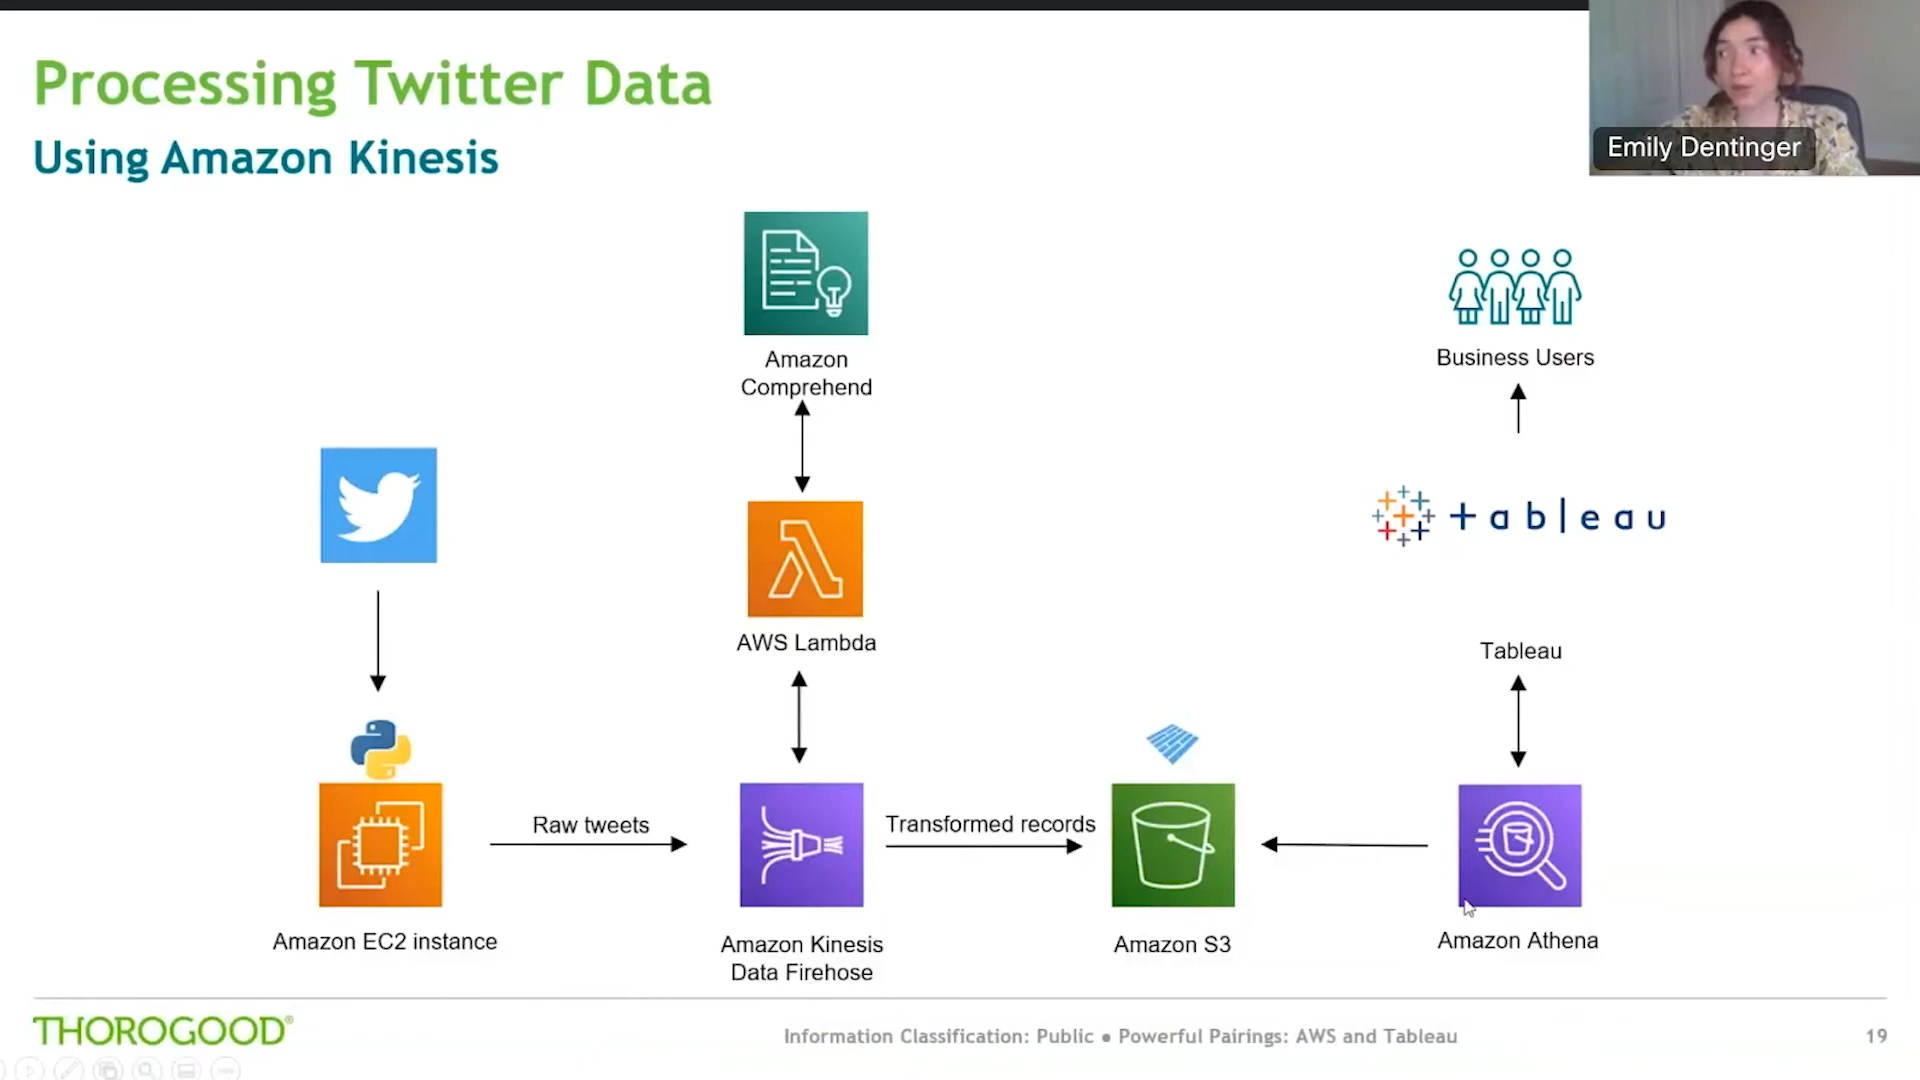 Processing Twitter Data
Using Amazon Kinesis
Emily Dentinger
Amazon
Comprehend
Business Users
+ a b | e a u
AWS Lambda
Tableau
Raw tweets
Transformed records
Amazon EC2 instance
Amazon Kinesis
Data Firehose
Amazon S3
Amazon Athena
THOROGOOD®
Information Classification: Public ● Powerful Pairings: AWS and Tableau
19